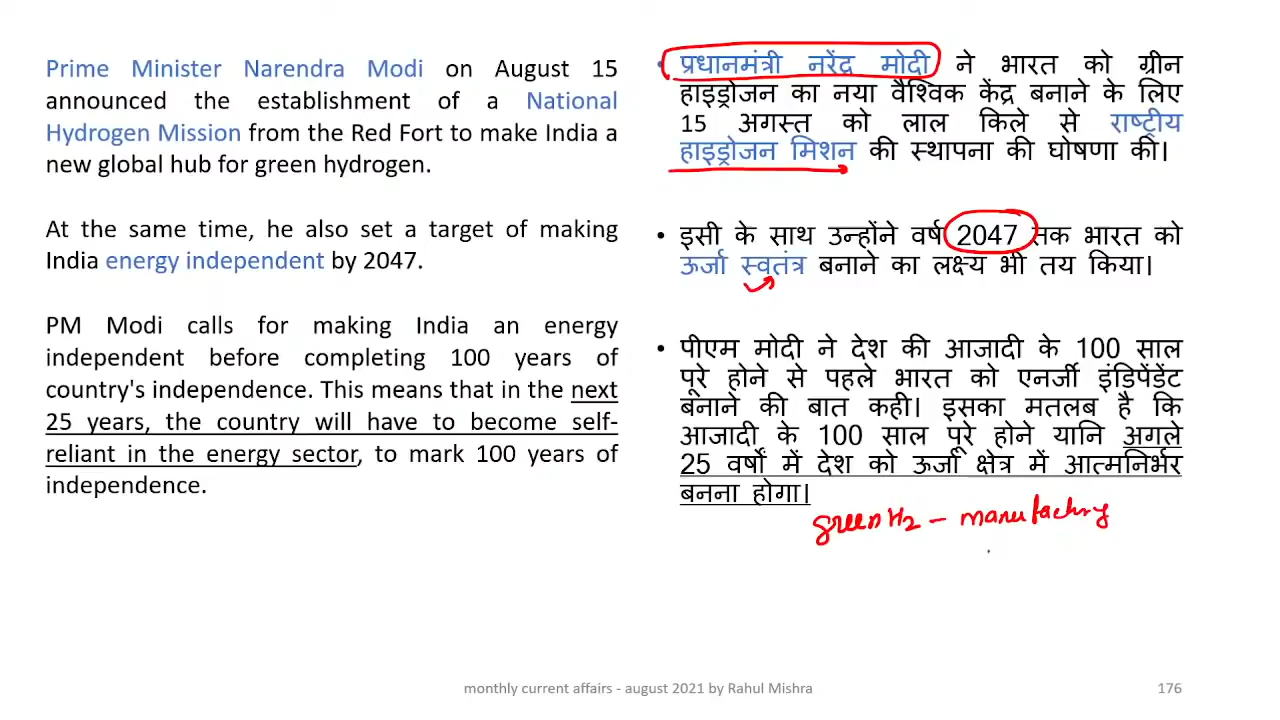 Prime Minister Narendra Modi on August 15
announced the establishment of a National
Hydrogen Mission from the Red Fort to make India a
new global hub for green hydrogen.
At the same time, he also set a target of making
India energy independent by 2047.
PM Modi calls for making India an energy
independent before completing 100 years of
country's independence. This means that in the next
25 years, the country will have to become self-
reliant in the energy sector, to mark 100 years of
independence.
• प्रधानमंत्री नरेंद्र मोदी ने भारत को ग्रीन
हाइड्रोजन का नया वैश्विक केंद्र बनाने के लिए
15 अगस्त को लाल किले से राष्ट्रीय
हाइड्रोजन मिशन की स्थापना की घोषणा की।
• इसी के साथ उन्होंने वर्ष 2047 तक भारत को
ऊर्जा स्वतंत्र बनाने का लक्ष्य भी तय किया।
• पीएम मोदी ने देश की आजादी के 100 साल
पूरे होने से पहले भारत को एनर्जी इंडिपेंडेंट
बनाने की बात कही। इसका मतलब है कि
आजादी के 100 साल पूरे होने यानि अगले
25 वर्षों में देश को ऊर्जा क्षेत्र में आत्मनिर्भर
बनना होगा।
green H2 - manufactury
monthly current affairs - august 2021 by Rahul Mishra
176